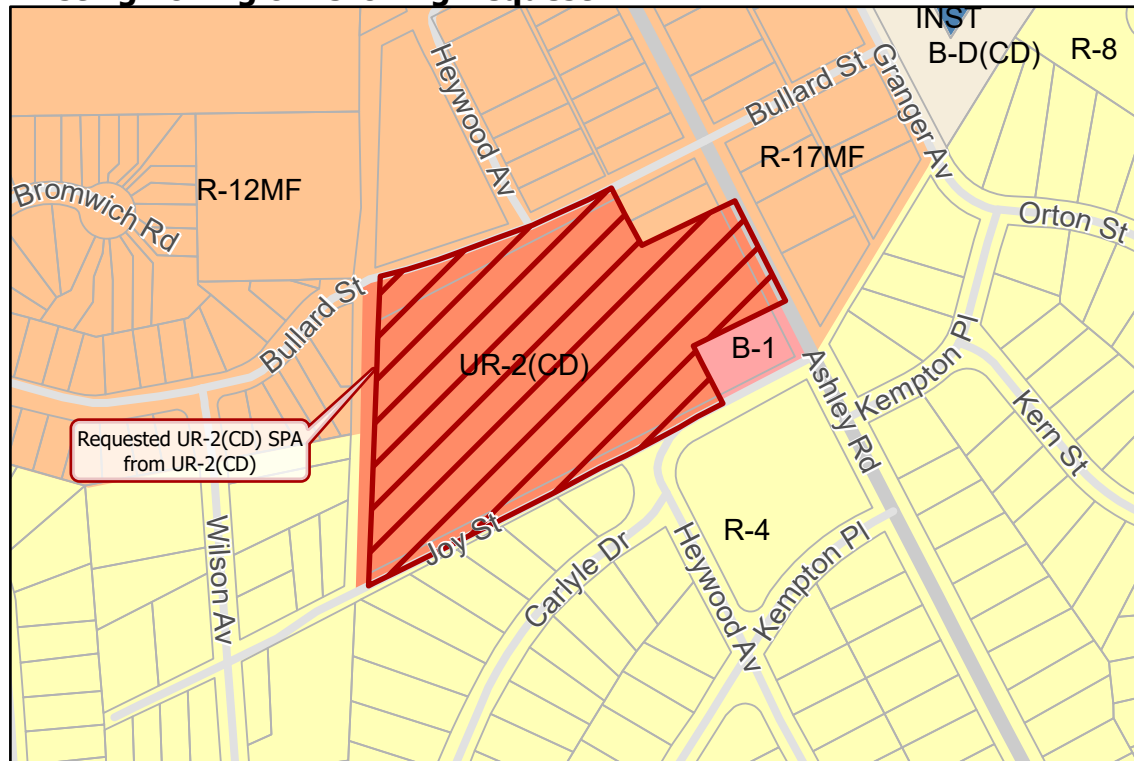 INST
B-D(CD)
R-8
Heywood Av
Bullard St
Granger Av
R-17MF
R-12MF
Bromwich Rd
Orton St
Bullard St
UR-2(CD)
B-1
Kempton Pl
Ashley Rd
Kern St
Requested UR-2(CD) SPA
from UR-2(CD)
Wilson Av
Joy St
Carlyle Dr
Heywood Av
R-4
Kempton Pl